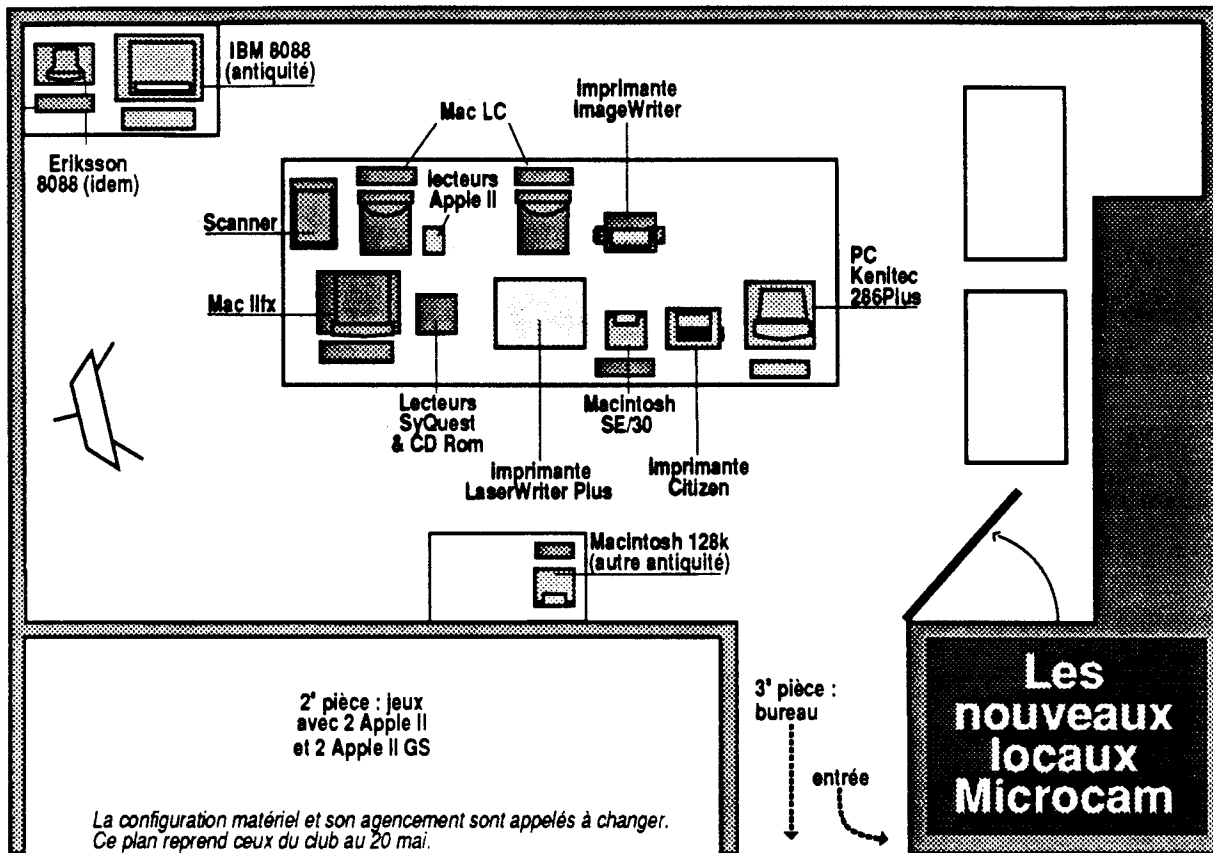 IBM 8088
(antiquité)
Eriksson
8088 (idem)
Mac LC
Imprimante
ImageWriter
lecteurs
Apple II
Scanner
Mac IIfx
PC
Kenitec
286Plus
Lecteurs
SyQuest
& CD Rom
Imprimante
LaserWriter Plus
Macintosh
SE/30
Imprimante
Citizen
Macintosh 128k
(autre antiquité)
2e pièce : jeux
avec 2 Apple II
et 2 Apple II GS
3e pièce :
bureau
entrée
La configuration matériel et son agencement sont appelés à changer.
Ce plan reprend ceux du club au 20 mai.
Les
nouveaux
locaux
Microcam